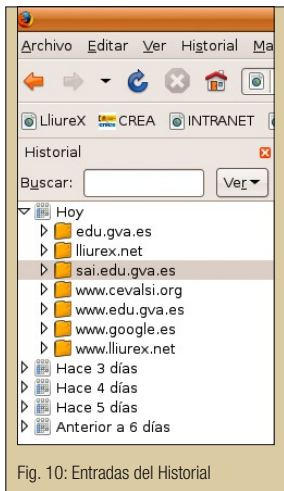 Archivo Editar Ver Historial Ma
LliureX CREA INTRANET
Historial
Buscar: Ver
Hoy
edu.gva.es
lliurex.net
sai.edu.gva.es
www.cevalsi.org
www.edu.gva.es
www.google.es
www.lliurex.net
Hace 3 días
Hace 4 días
Hace 5 días
Anterior a 6 días
Fig. 10: Entradas del Historial